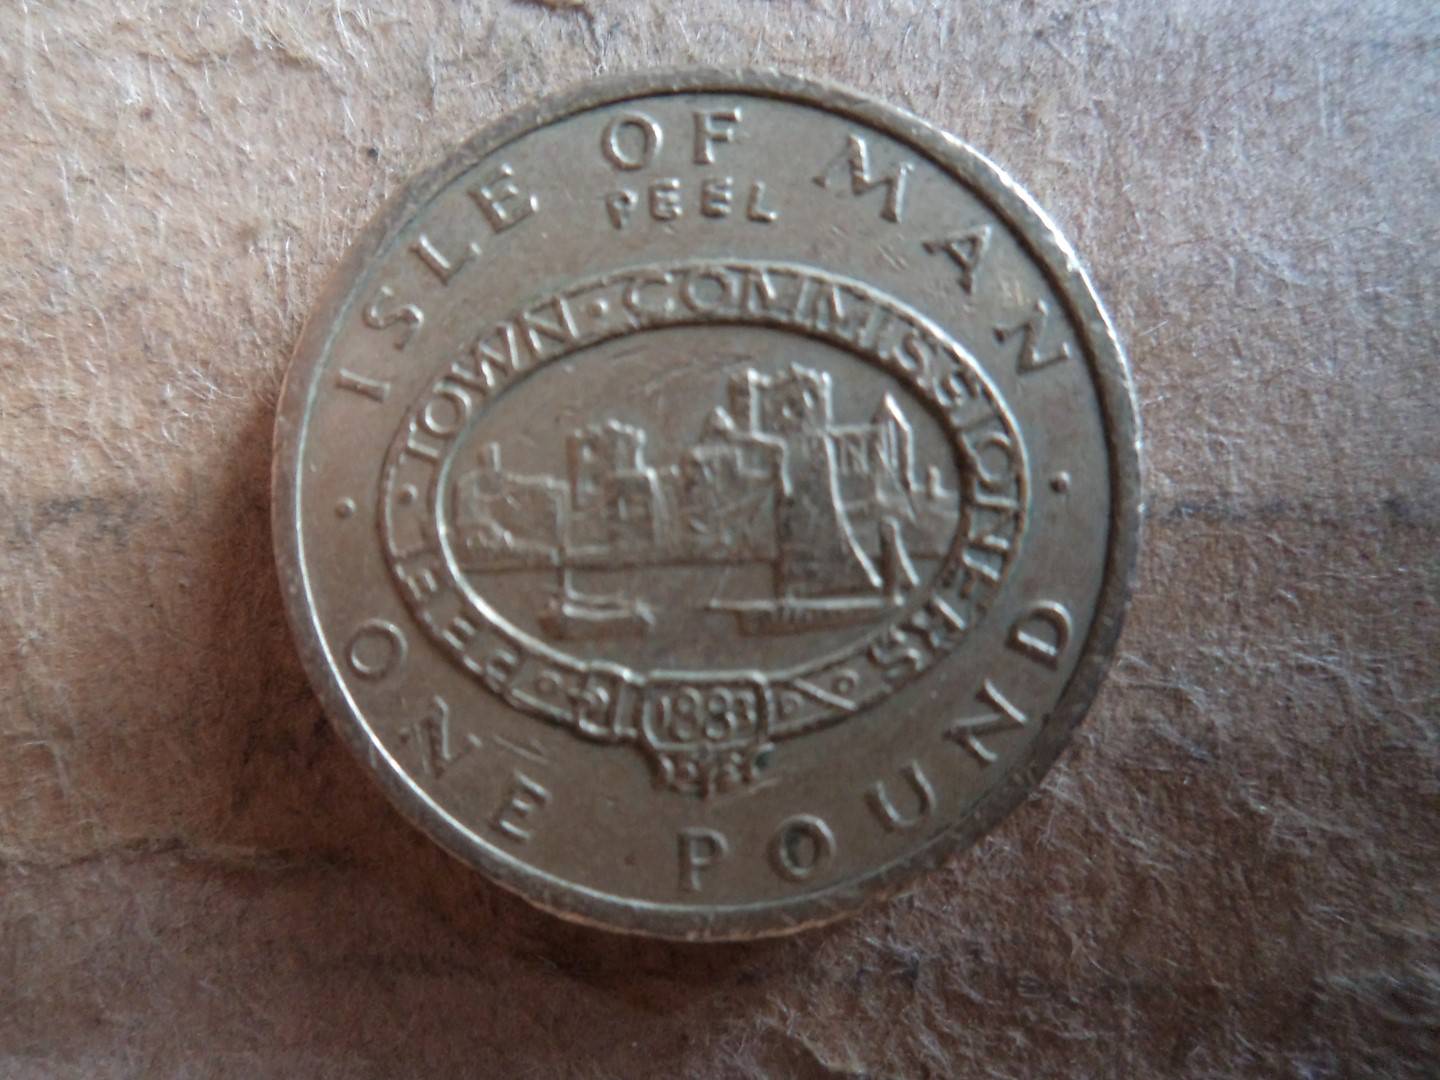 ISLE OF MAN
PEEL
· TOWN · COMMISSIONERS
PEEL
1883
· ONE POUND ·